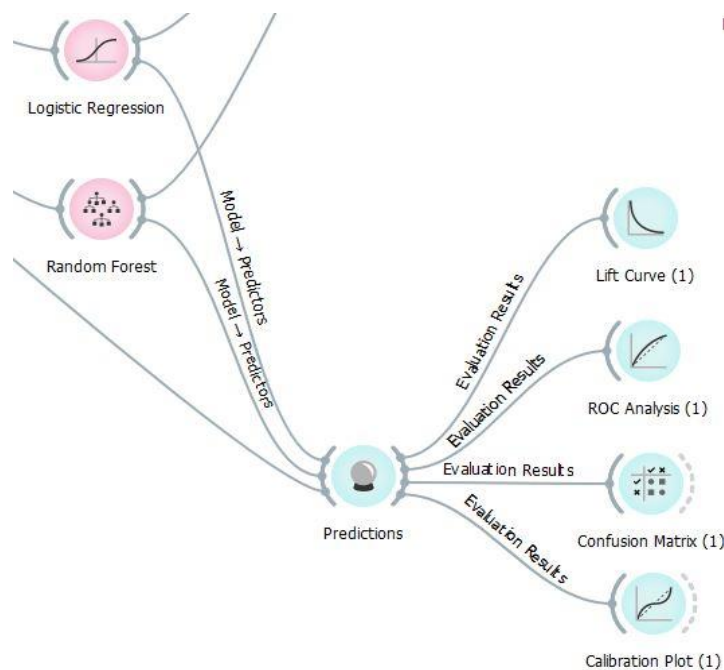 Logistic Regression
Random Forest
Model → Predictors
Model → Predictors
Predictions
Evaluation Results
Evaluation Results
Evaluation Results
Evaluation Results
Lift Curve (1)
ROC Analysis (1)
Confusion Matrix (1)
Calibration Plot (1)